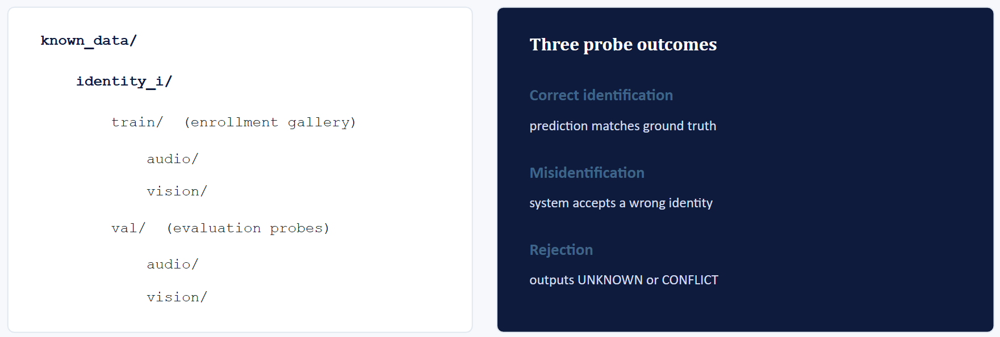 known_data/
identity_i/
train/ (enrollment gallery)
audio/
vision/
val/ (evaluation probes)
audio/
vision/
Three probe outcomes
Correct identification
prediction matches ground truth
Misidentification
system accepts a wrong identity
Rejection
outputs UNKNOWN or CONFLICT